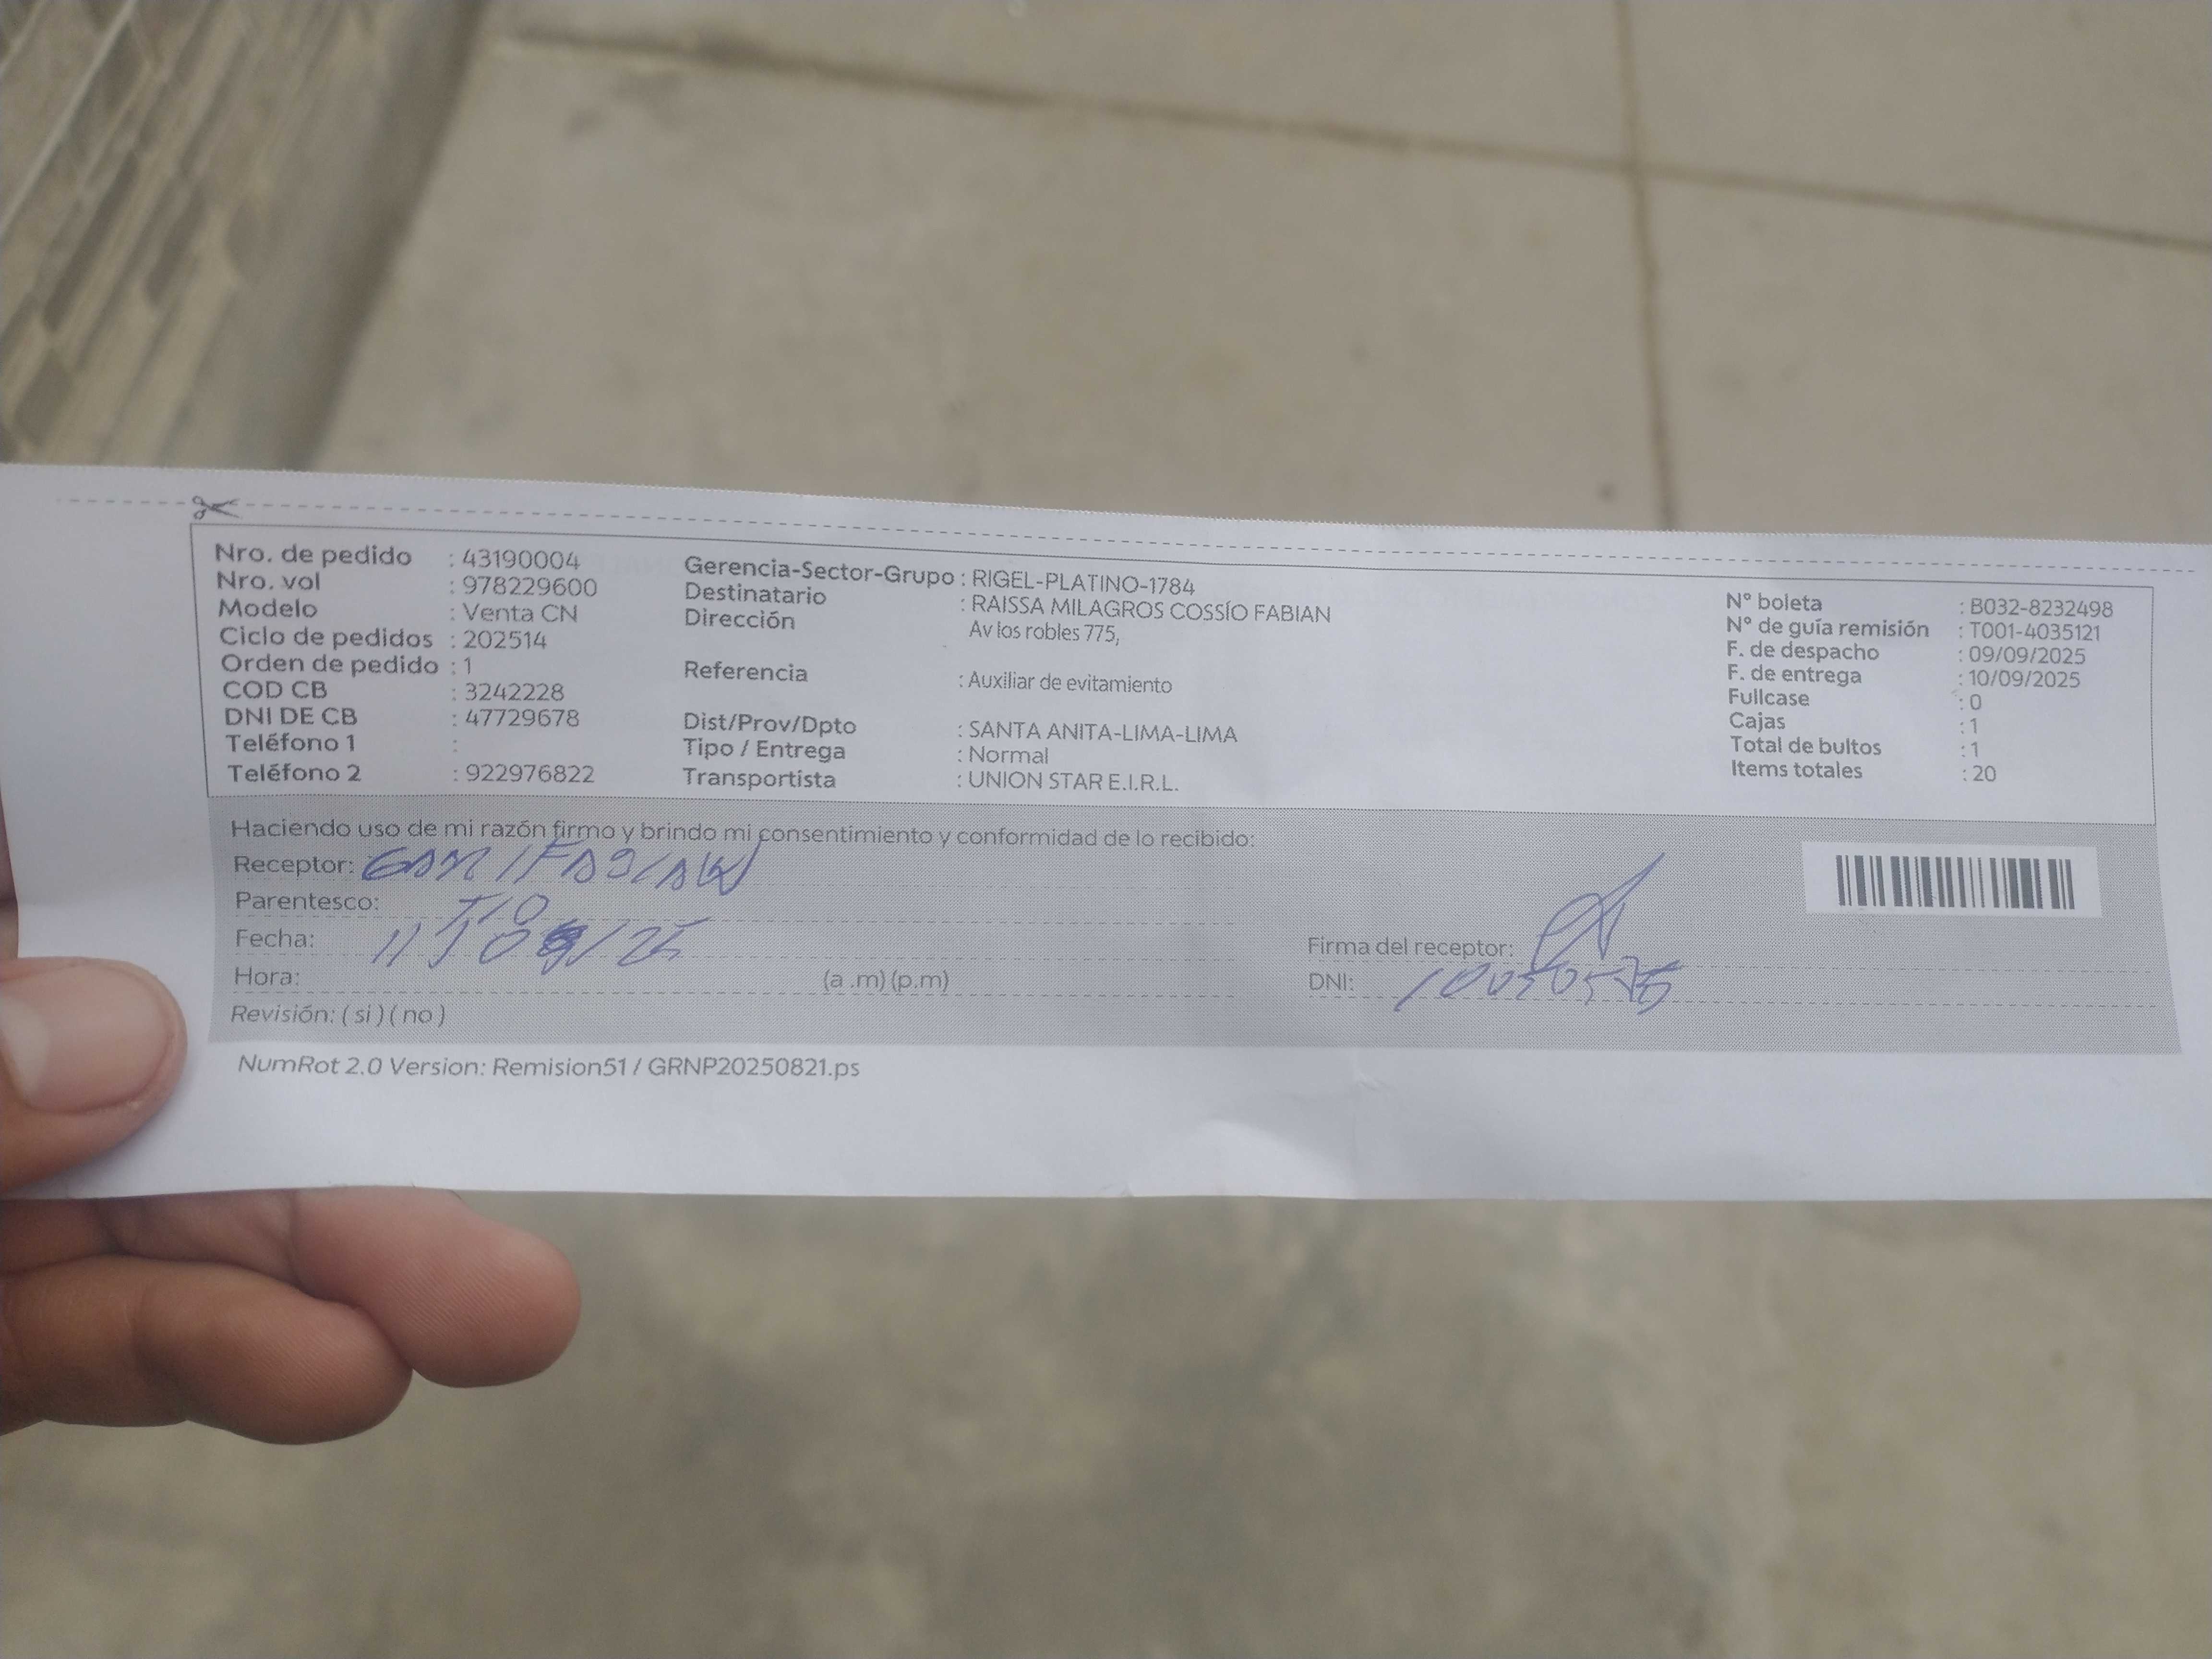 Nro. de pedido : 43190004
Nro. vol : 978229600
Modelo : Venta CN
Ciclo de pedidos : 202514
Orden de pedido : 1
COD CB : 3242228
DNI DE CB : 47729678
Teléfono 1 :
Teléfono 2 : 922976822
Gerencia-Sector-Grupo : RIGEL-PLATINO-1784
Destinatario : RAISSA MILAGROS COSSÍO FABIAN
Dirección Av los robles 775,
Referencia : Auxiliar de evitamiento
Dist/Prov/Dpto : SANTA ANITA-LIMA-LIMA
Tipo / Entrega : Normal
Transportista : UNION STAR E.I.R.L.
N° boleta : B032-8232498
N° de guía remisión : T001-4035121
F. de despacho : 09/09/2025
F. de entrega : 10/09/2025
Fullcase : 0
Cajas : 1
Total de bultos : 1
Items totales : 20
Haciendo uso de mi razón firmo y brindo mi consentimiento y conformidad de lo recibido:
Receptor:
Parentesco: TIO
Fecha: 11/09/25
Hora: (a .m) (p.m)
Revisión: ( si ) ( no )
Firma del receptor:
DNI:
NumRot 2.0 Version: Remision51 / GRNP20250821.ps